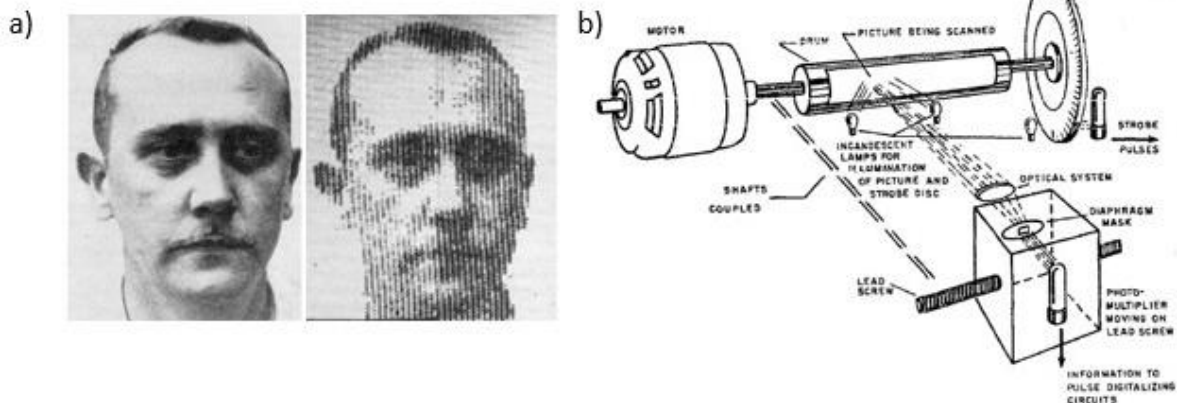 a)
b)
MOTOR
DRUM
PICTURE BEING SCANNED
STROBE
PULSES
INCANDESCENT
LAMPS FOR
ILLUMINATION
OF PICTURE AND
STROBE DISC
SHAFTS
COUPLED
OPTICAL SYSTEM
DIAPHRAGM
MASK
LEAD
SCREW
PHOTO-
MULTIPLIER
MOVING ON
LEAD SCREW
INFORMATION TO
PULSE DIGITALIZING
CIRCUITS